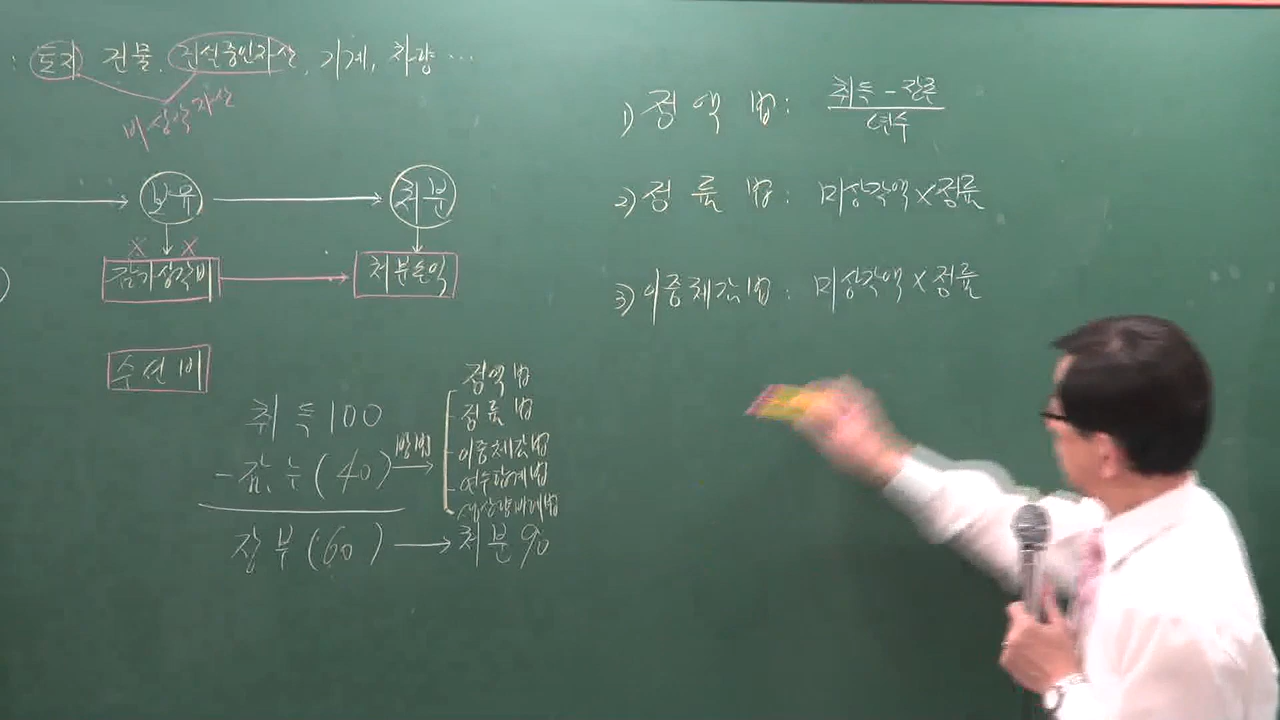 : 토지 건물, 건설중인자산, 기계, 차량 …
비상각자산
보유 → 처분
X X
감가상각비 → 처분손익
수선비
취득 100
-감.누 (40) 방법 →
정액법
정률법
이중체감법
연수합계법
생산량비례법
장부 (60) → 처분 90
1) 정액법: 취득 - 잔류
연수
2) 정률법: 미상각액 X 정률
3) 이중체감법: 미상각액 X 정률